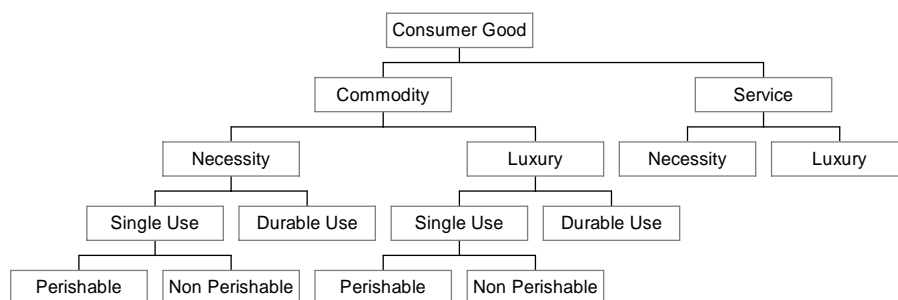 Consumer Good
Commodity
Service
Necessity
Luxury
Necessity
Luxury
Single Use
Durable Use
Single Use
Durable Use
Perishable
Non Perishable
Perishable
Non Perishable